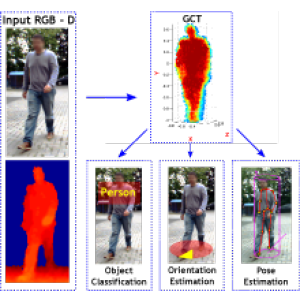 Input RGB - D
GCT
Y
X
Z
Person
Object
Classification
Orientation
Estimation
Pose
Estimation